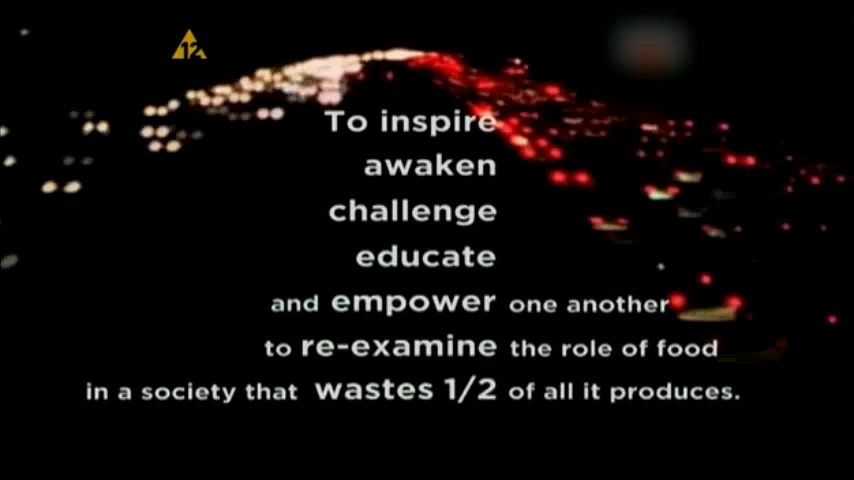 12
To inspire
awaken
challenge
educate
and empower one another
to re-examine the role of food
in a society that wastes 1/2 of all it produces.